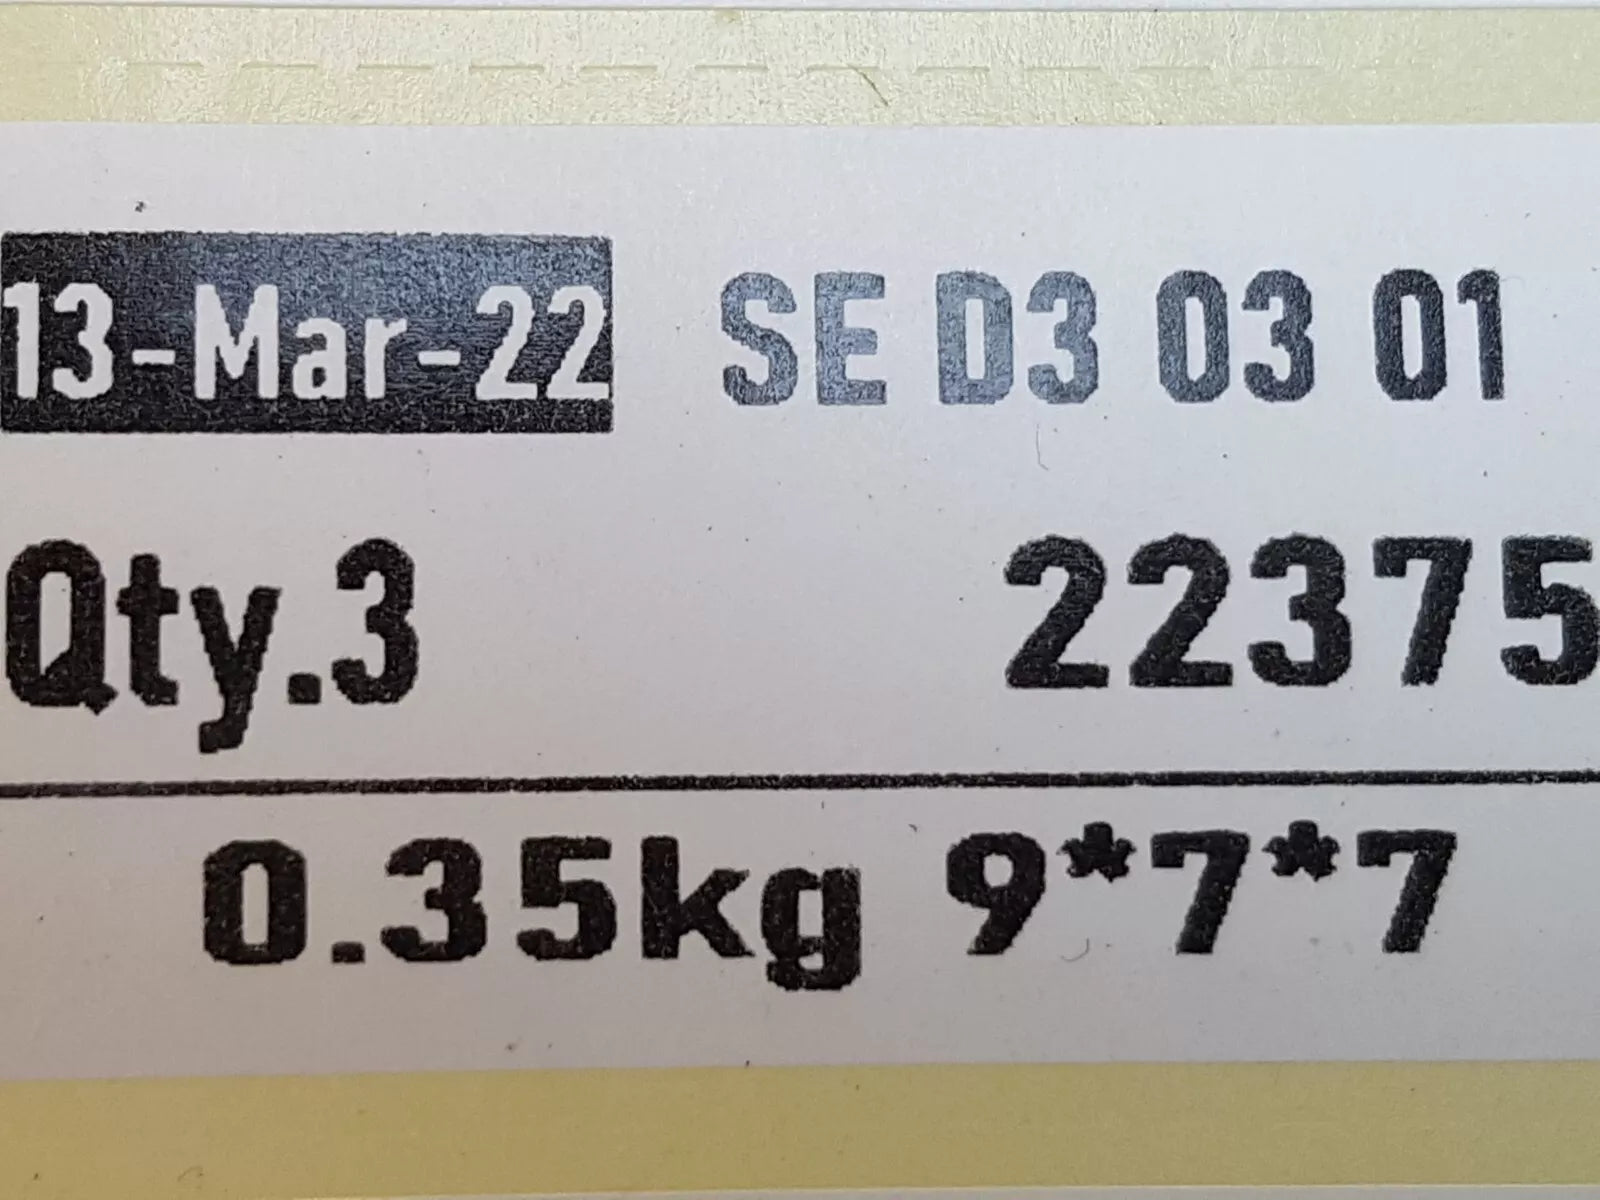 13-Mar-22 SE D3 03 01
Qty.3 22375
0.35kg 9*7*7